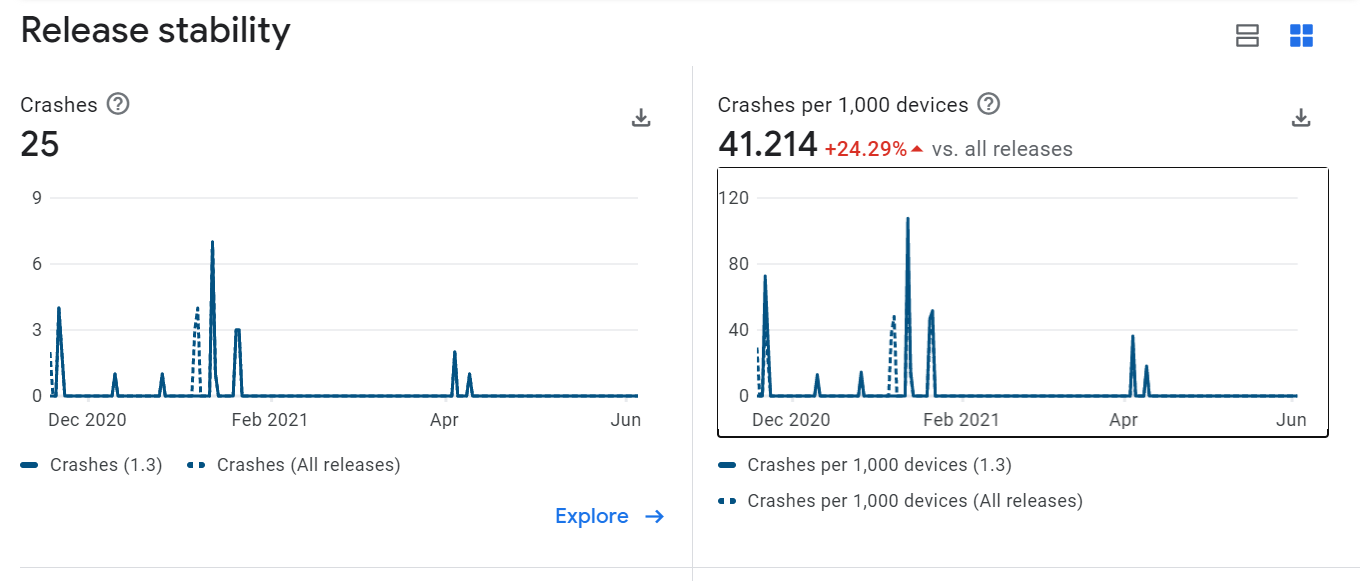 Release stability
Crashes
25
9
6
3
0
Dec 2020 Feb 2021 Apr Jun
Crashes (1.3) Crashes (All releases)
Explore
Crashes per 1,000 devices
41.214 +24.29% vs. all releases
120
80
40
0
Dec 2020 Feb 2021 Apr Jun
Crashes per 1,000 devices (1.3)
Crashes per 1,000 devices (All releases)